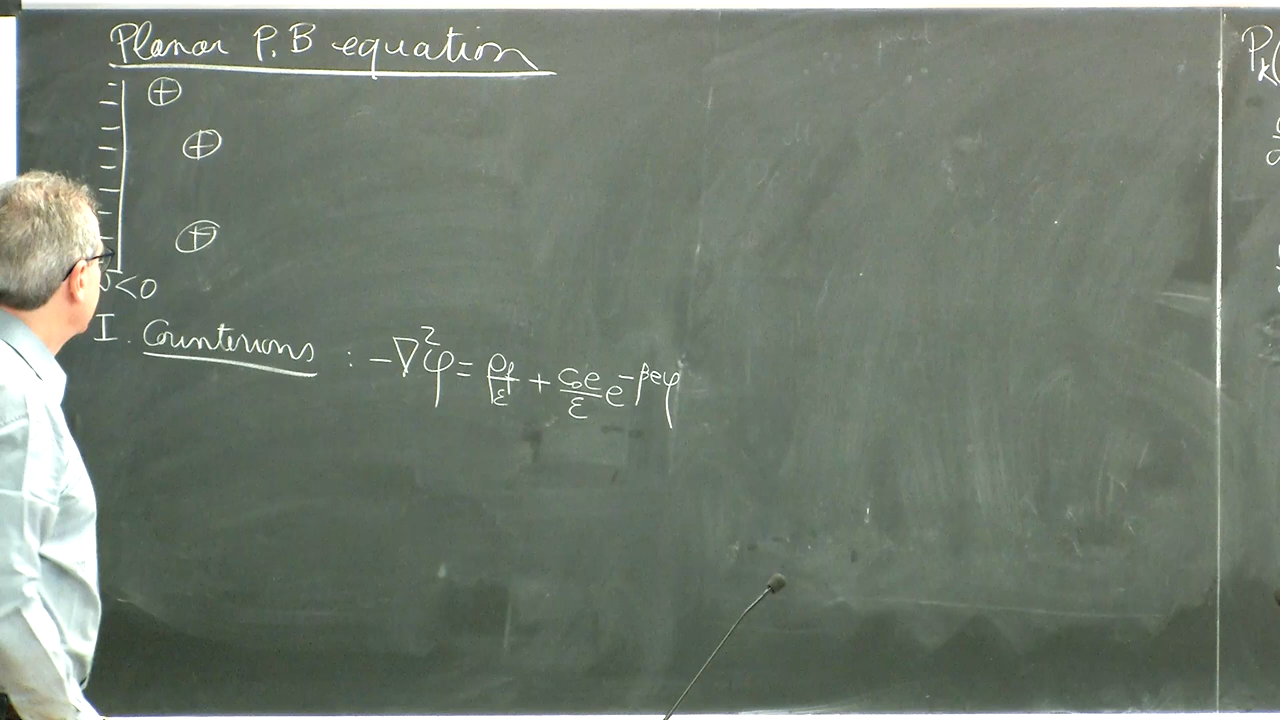 Planar P.B equation
⊕
⊕
⊕
σ<0
I. Counterions : -∇²φ = ρf/ε + c₀e/ε e^{-βeφ}